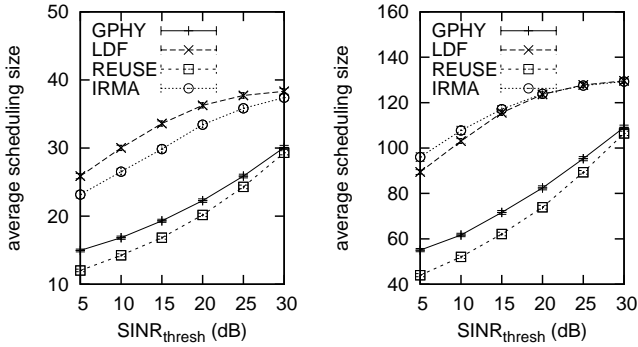 average scheduling size
50
40
30
20
10
GPHY
LDF
REUSE
IRMA
5 10 15 20 25 30
SINR_thresh (dB)
average scheduling size
160
140
120
100
80
60
40
GPHY
LDF
REUSE
IRMA
5 10 15 20 25 30
SINR_thresh (dB)